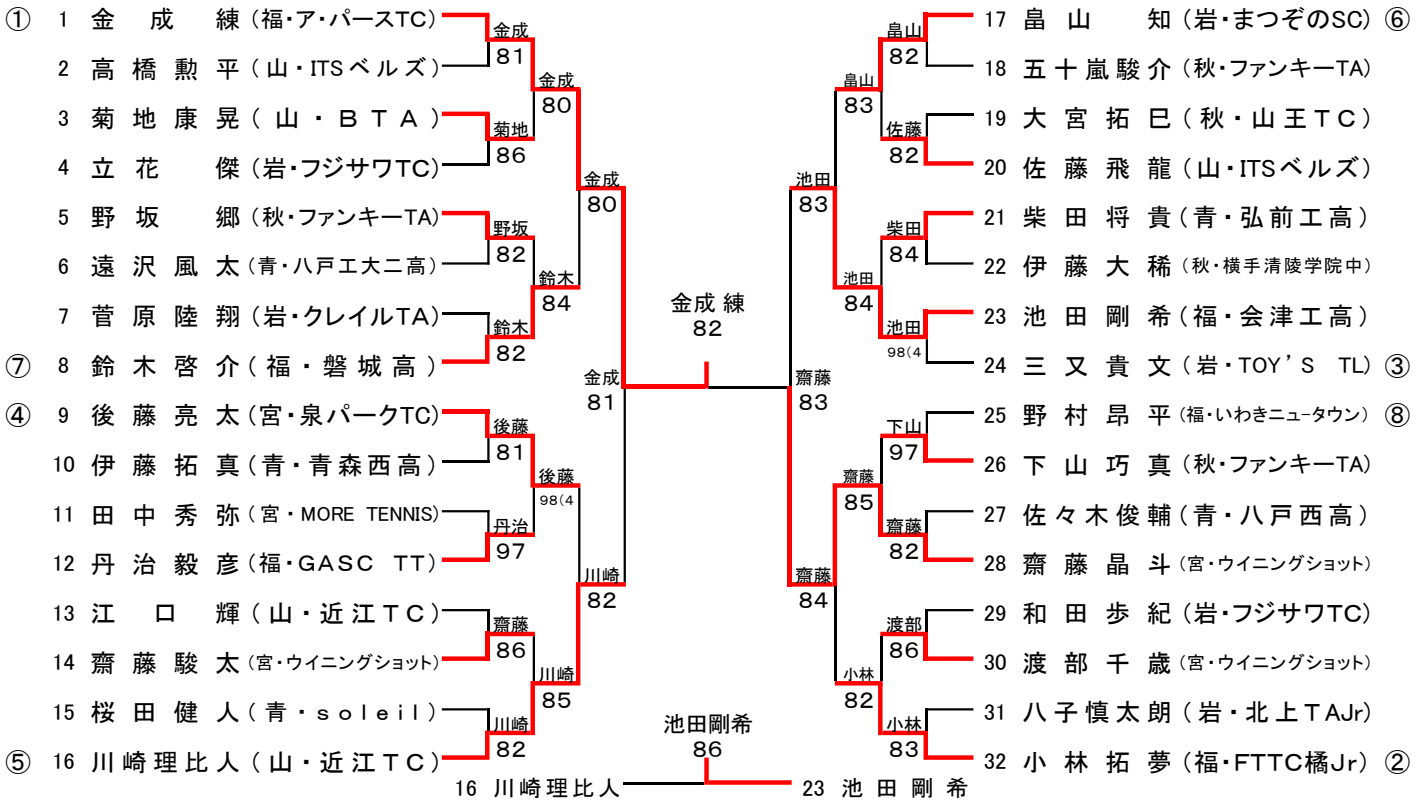 ① 1 金成練 (福・ア・パースTC)
2 高橋勲平 (山・ITSベルズ)
3 菊地康晃 (山・BTA)
4 立花傑 (岩・フジサワTC)
5 野坂郷 (秋・ファンキーTA)
6 遠沢風太 (青・八戸工大二高)
7 菅原陸翔 (岩・クレイルTA)
⑦ 8 鈴木啓介 (福・磐城高)
④ 9 後藤亮太 (宮・泉パークTC)
10 伊藤拓真 (青・青森西高)
11 田中秀弥 (宮・MORE TENNIS)
12 丹治毅彦 (福・GASC TT)
13 江口輝 (山・近江TC)
14 齋藤駿太 (宮・ウイニングショット)
15 桜田健人 (青・soleil)
⑤ 16 川崎理比人 (山・近江TC)
金成
81
菊地
86
野坂
82
鈴木
82
後藤
81
丹治
97
齋藤
86
川崎
82
金成
80
鈴木
84
後藤
98(4
川崎
85
金成
80
川崎
82
金成
81
金成 練
82
齋藤
83
池田
83
齋藤
84
畠山
83
池田
84
齋藤
85
小林
82
畠山
82
佐藤
82
柴田
84
池田
98(4
下山
97
齋藤
82
渡部
86
小林
83
17 畠山知 (岩・まつぞのSC) ⑥
18 五十嵐駿介 (秋・ファンキーTA)
19 大宮拓巳 (秋・山王TC)
20 佐藤飛龍 (山・ITSベルズ)
21 柴田将貴 (青・弘前工高)
22 伊藤大稀 (秋・横手清陵学院中)
23 池田剛希 (福・会津工高)
24 三又貴文 (岩・TOY'S TL) ③
25 野村昂平 (福・いわきニュータウン) ⑧
26 下山巧真 (秋・ファンキーTA)
27 佐々木俊輔 (青・八戸西高)
28 齋藤晶斗 (宮・ウイニングショット)
29 和田歩紀 (岩・フジサワTC)
30 渡部千歳 (宮・ウイニングショット)
31 八子慎太朗 (岩・北上TAJr)
32 小林拓夢 (福・FTTC橘Jr) ②
池田剛希
86
16 川崎理比人
23 池田剛希